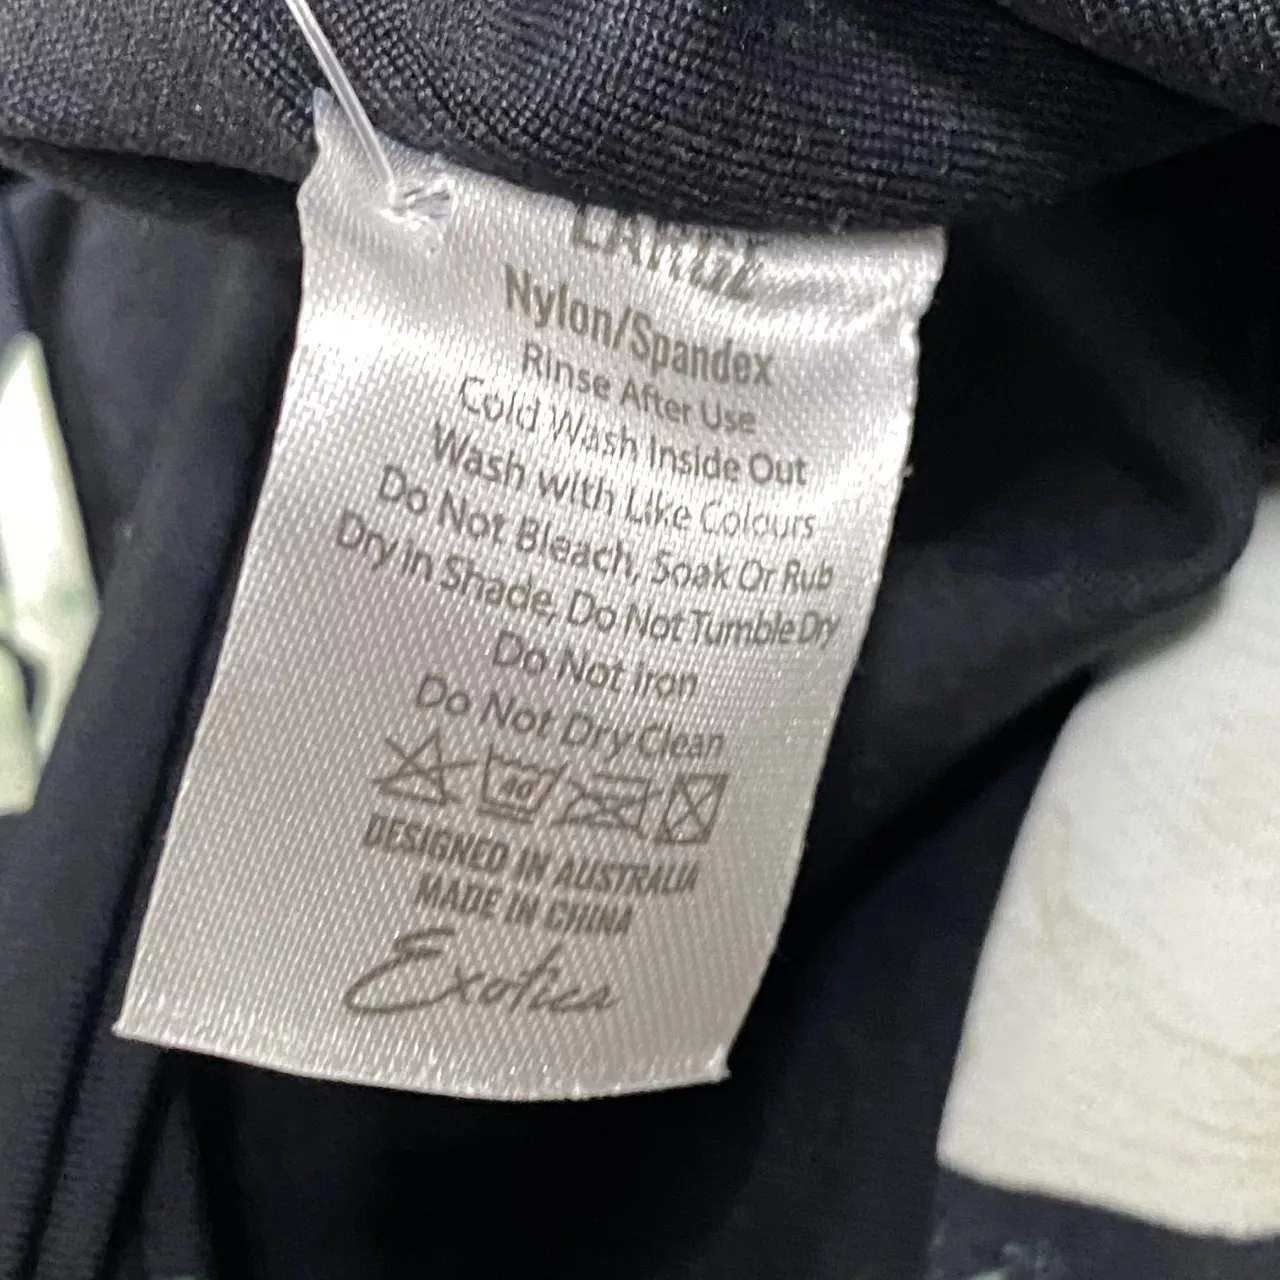 LARGE
Nylon/Spandex
Rinse After Use
Cold Wash Inside Out
Wash with Like Colours
Do Not Bleach, Soak Or Rub
Dry in Shade, Do Not Tumble Dry
Do Not Iron
Do Not Dry Clean
40
DESIGNED IN AUSTRALIA
MADE IN CHINA
Exotica